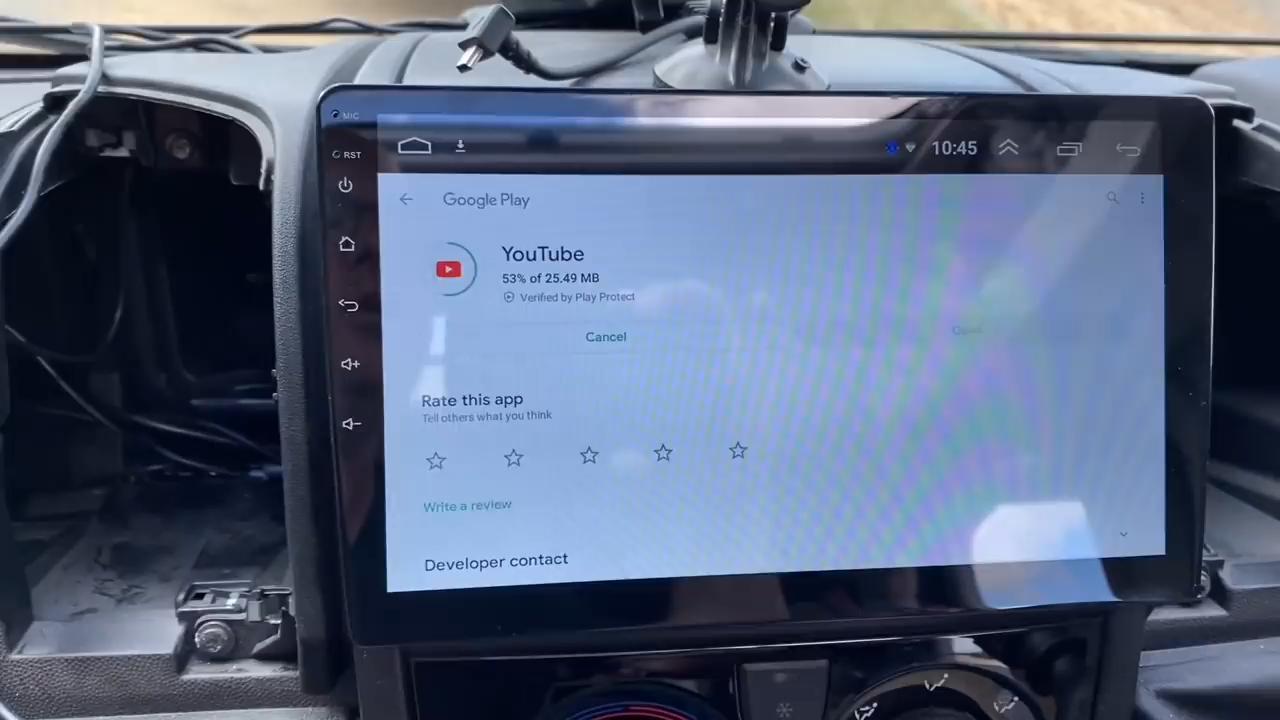 MIC
RST
10:45
Google Play
YouTube
53% of 25.49 MB
Verified by Play Protect
Cancel
Open
Rate this app
Tell others what you think
Write a review
Developer contact